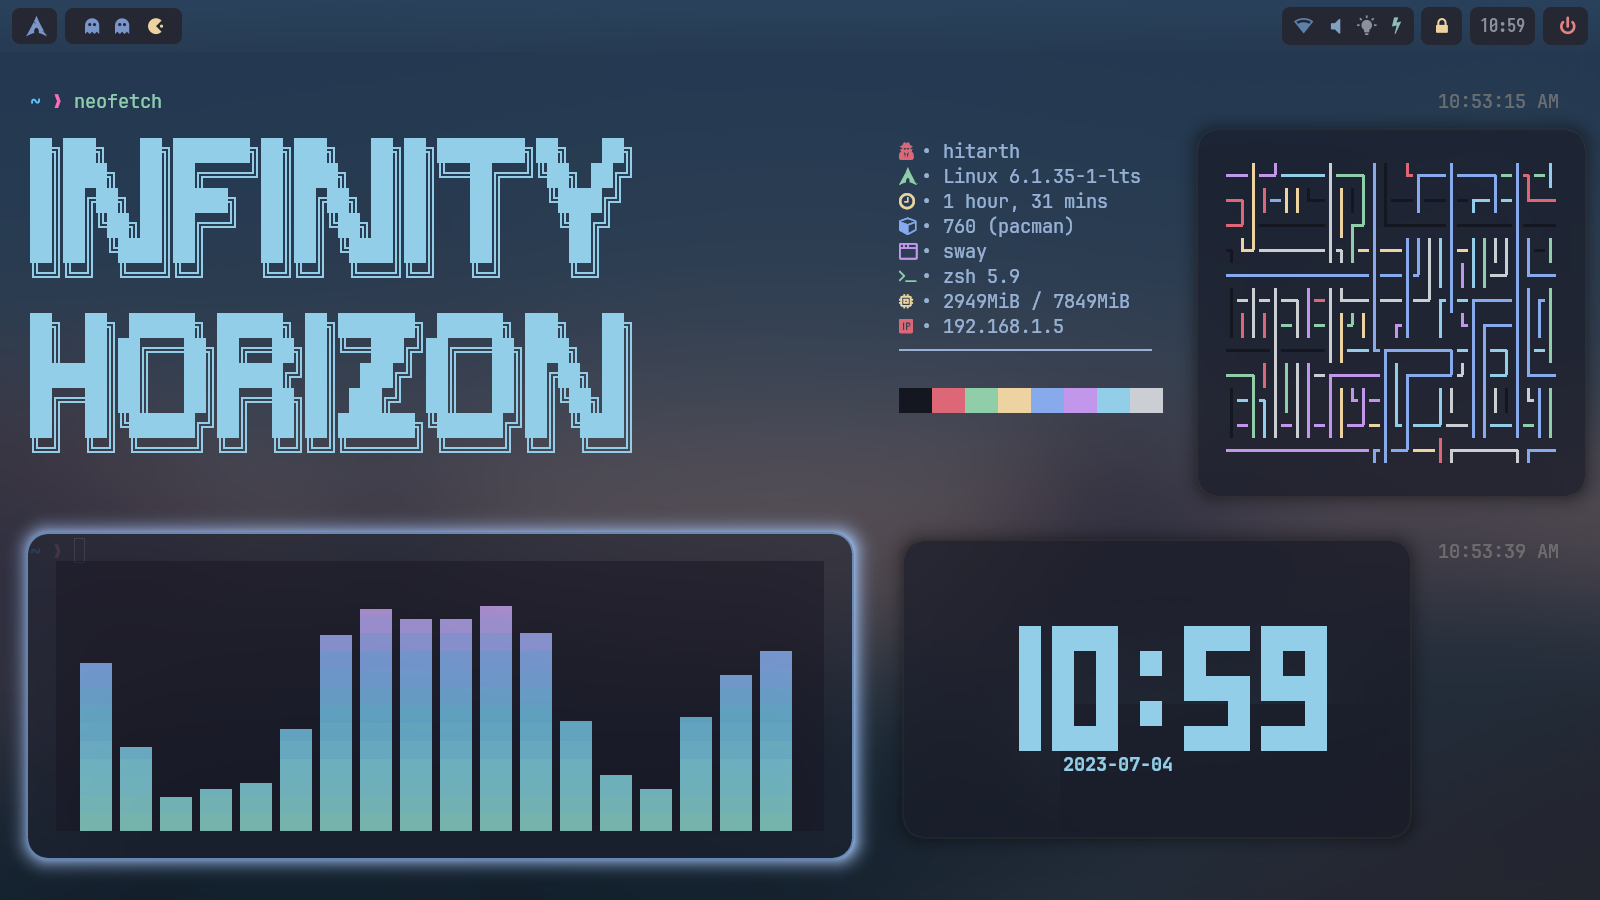 10:59
~ ❱ neofetch
10:53:15 AM
INFINITY
HORIZON
• hitarth
• Linux 6.1.35-1-lts
• 1 hour, 31 mins
• 760 (pacman)
• sway
• zsh 5.9
• 2949MiB / 7849MiB
IP • 192.168.1.5
~ ❱
10:53:39 AM
10:59
2023-07-04